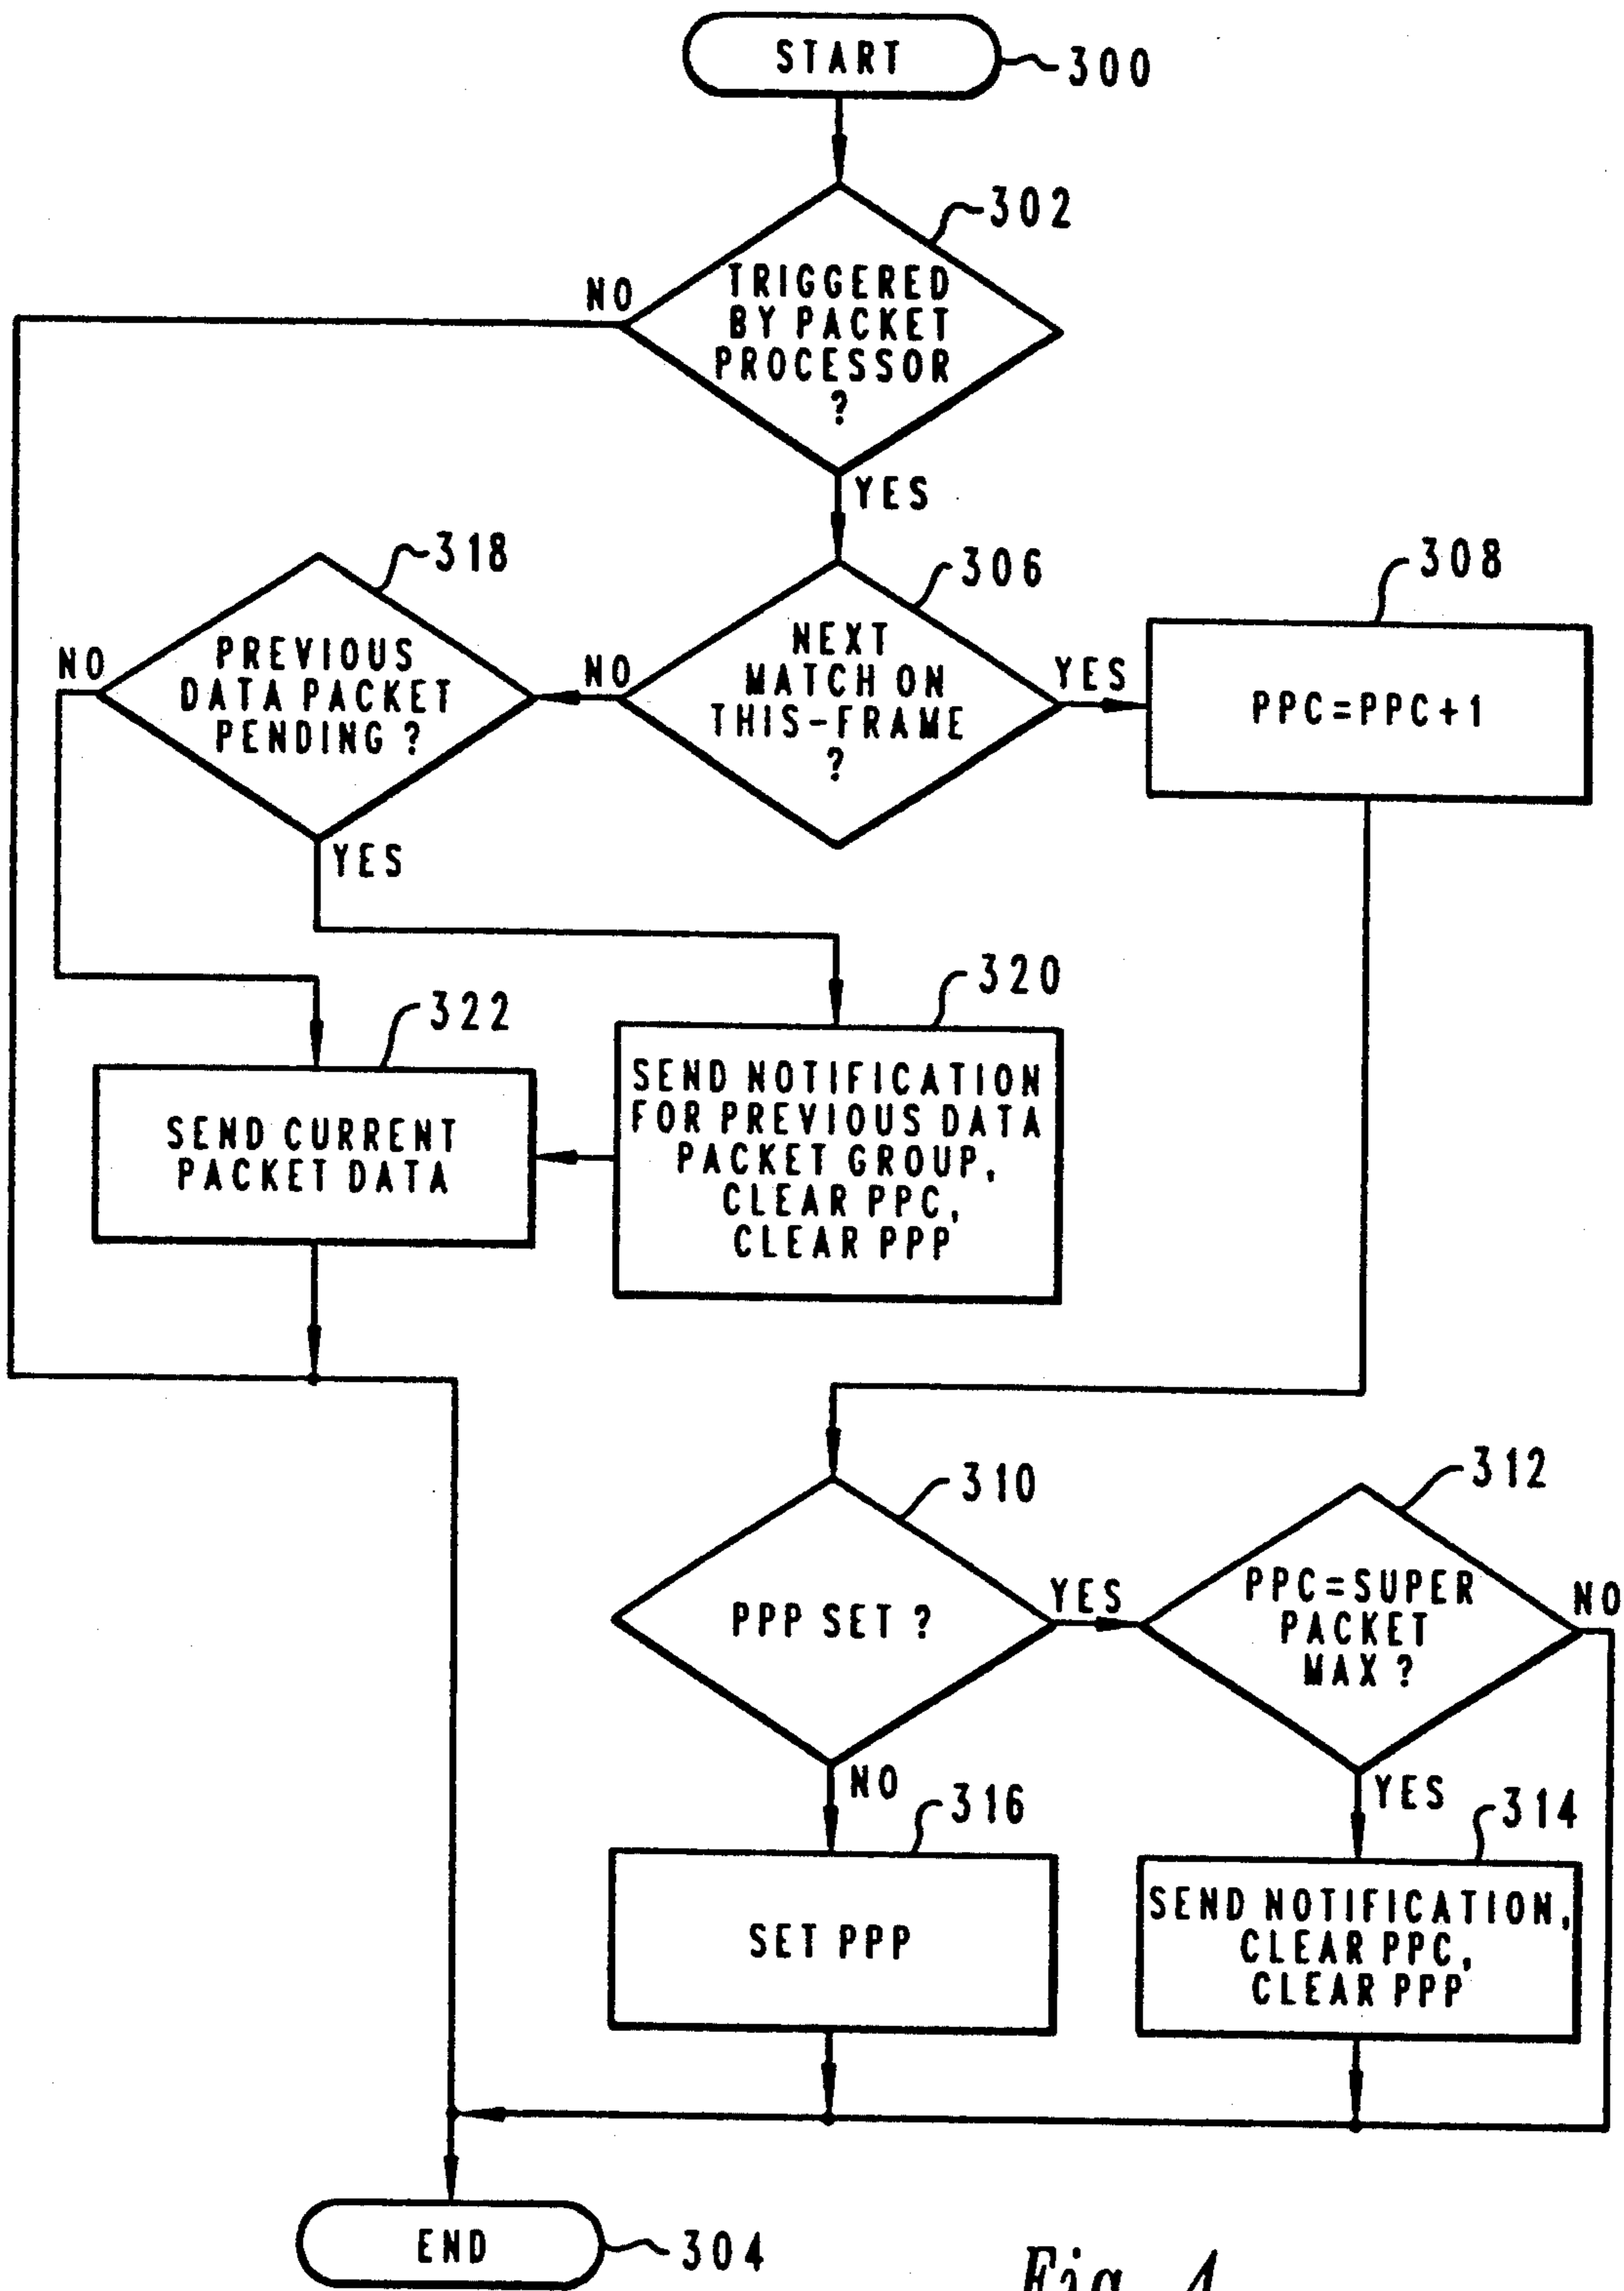 START
300
302
TRIGGERED
BY PACKET
PROCESSOR
?
NO
YES
318
PREVIOUS
DATA PACKET
PENDING ?
NO
YES
306
NEXT
MATCH ON
THIS-FRAME
?
NO
YES
308
PPC=PPC+1
322
SEND CURRENT
PACKET DATA
320
SEND NOTIFICATION
FOR PREVIOUS DATA
PACKET GROUP,
CLEAR PPC,
CLEAR PPP
310
PPP SET ?
YES
NO
312
PPC=SUPER
PACKET
MAX ?
NO
YES
316
SET PPP
314
SEND NOTIFICATION,
CLEAR PPC,
CLEAR PPP
END
304
Fig. 4